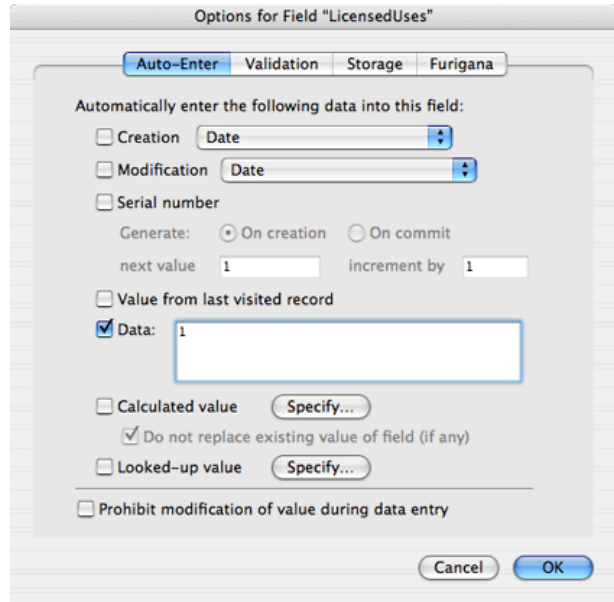 Options for Field “LicensedUses”
Auto-Enter Validation Storage Furigana
Automatically enter the following data into this field:
Creation Date
Modification Date
Serial number
Generate: On creation On commit
next value 1 increment by 1
Value from last visited record
Data: 1
Calculated value Specify...
Do not replace existing value of field (if any)
Looked-up value Specify...
Prohibit modification of value during data entry
Cancel OK